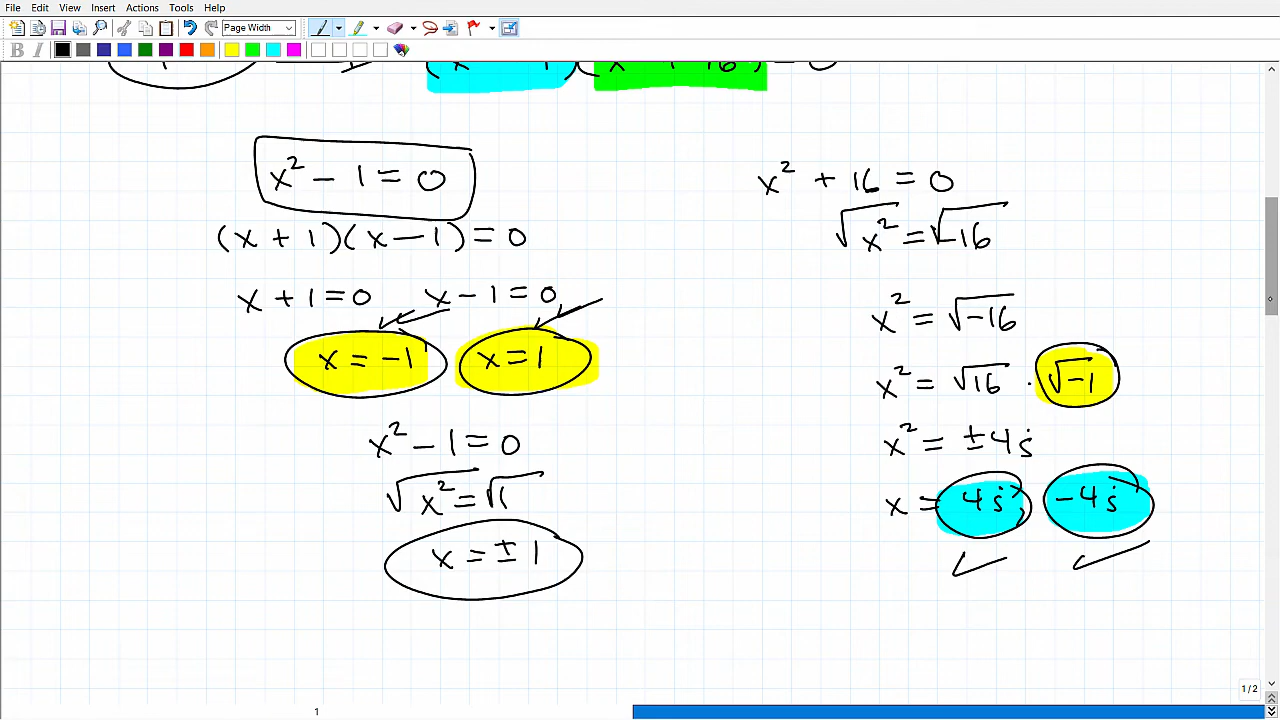 File Edit View Insert Actions Tools Help
Page Width
B I
x² - 1 = 0
(x + 1)(x - 1) = 0
x + 1 = 0 x - 1 = 0
x = -1 x = 1
x² - 1 = 0
√x² = √1
x = ± 1
x² + 16 = 0
√x² = √-16
x² = √-16
x² = √16 · √-1
x² = ±4i
x = 4i -4i
1/2
1